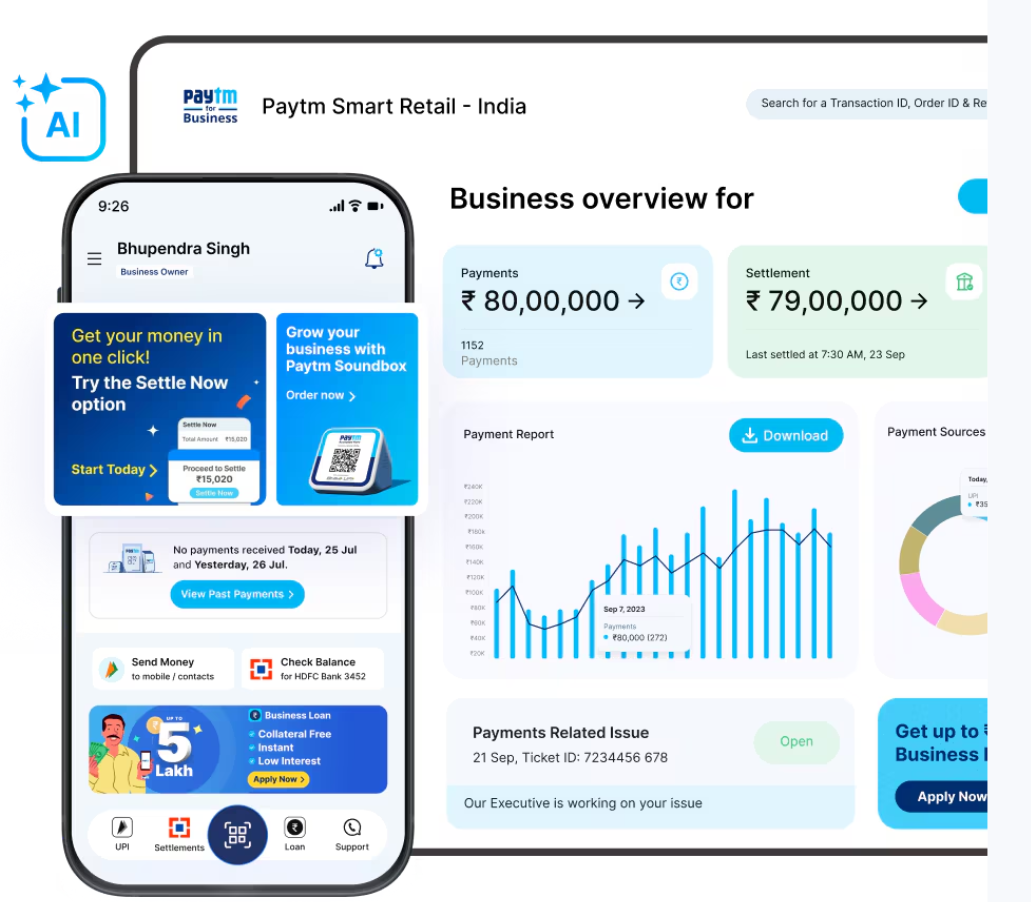 AI
paytm
for
Business
Paytm Smart Retail - India
Search for a Transaction ID, Order ID & Re
9:26
Bhupendra Singh
Business Owner
Get your money in
one click!
Try the Settle Now
option
Start Today
Settle Now
Total Amount ₹15,020
Proceed to Settle
₹15,020
Settle Now
Grow your
business with
Paytm Soundbox
Order now
paytm
No payments received Today, 25 Jul
and Yesterday, 26 Jul.
View Past Payments
Send Money
to mobile / contacts
Check Balance
for HDFC Bank 3452
UP TO
5
Lakh
Business Loan
Collateral Free
Instant
Low Interest
Apply Now
UPI
Settlements
Loan
Support
Business overview for
Payments
₹ 80,00,000 →
1152
Payments
Settlement
₹ 79,00,000 →
Last settled at 7:30 AM, 23 Sep
Payment Report
Download
₹240K
₹220K
₹200K
₹180K
₹160K
₹140K
₹120K
₹100K
₹80K
₹60K
₹40K
₹20K
Sep 7, 2023
Payments
₹80,000 (272)
Payment Sources
Today,
UPI
₹35
Payments Related Issue
21 Sep, Ticket ID: 7234456 678
Open
Our Executive is working on your issue
Get up to
Business
Apply Now